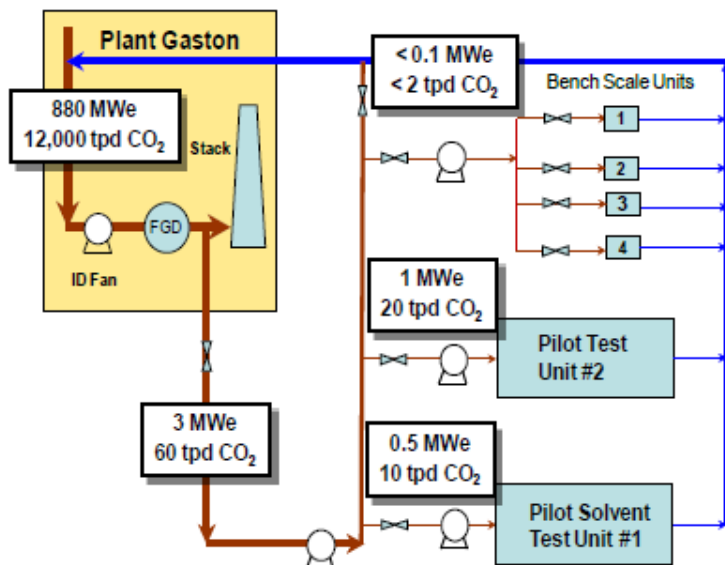 Plant Gaston
880 MWe
12,000 tpd CO₂
Stack
FGD
ID Fan
3 MWe
60 tpd CO₂
< 0.1 MWe
< 2 tpd CO₂
Bench Scale Units
1
2
3
4
1 MWe
20 tpd CO₂
Pilot Test
Unit #2
0.5 MWe
10 tpd CO₂
Pilot Solvent
Test Unit #1